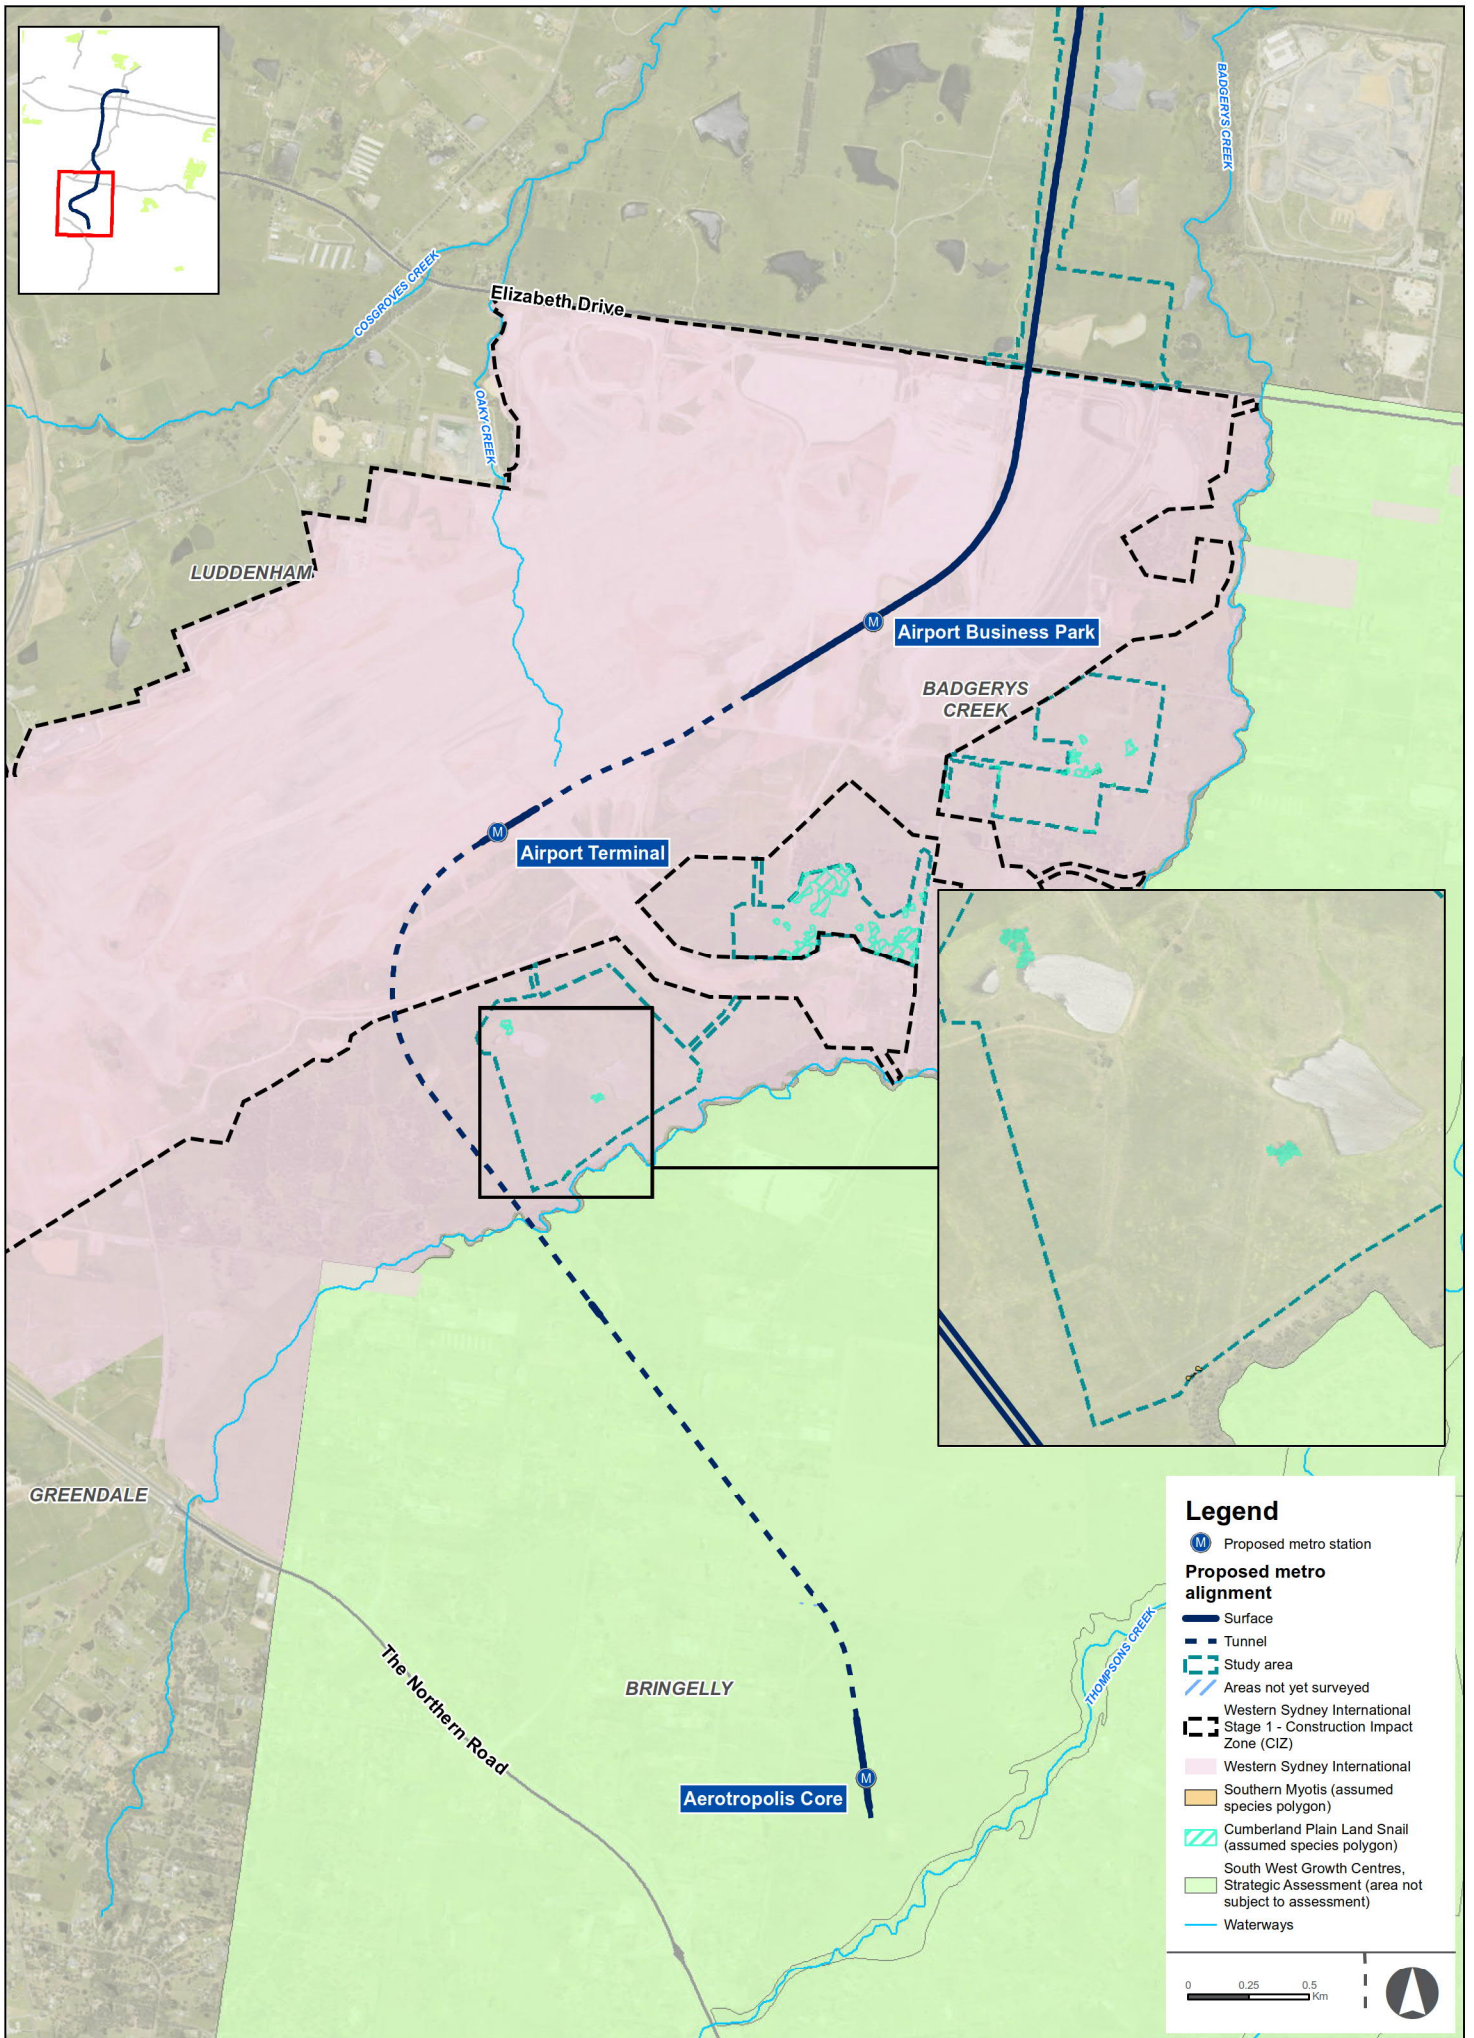 BADGERYS CREEK
COSGROVES CREEK
Elizabeth Drive
OAKY CREEK
LUDDENHAM
M
Airport Business Park
BADGERYS
CREEK
M
Airport Terminal
GREENDALE
The Northern Road
BRINGELLY
THOMPSONS CREEK
M
Aerotropolis Core
Legend
M Proposed metro station
Proposed metro
alignment
Surface
Tunnel
Study area
Areas not yet surveyed
Western Sydney International
Stage 1 - Construction Impact
Zone (CIZ)
Western Sydney International
Southern Myotis (assumed
species polygon)
Cumberland Plain Land Snail
(assumed species polygon)
South West Growth Centres,
Strategic Assessment (area not
subject to assessment)
Waterways
0 0.25 0.5
Km